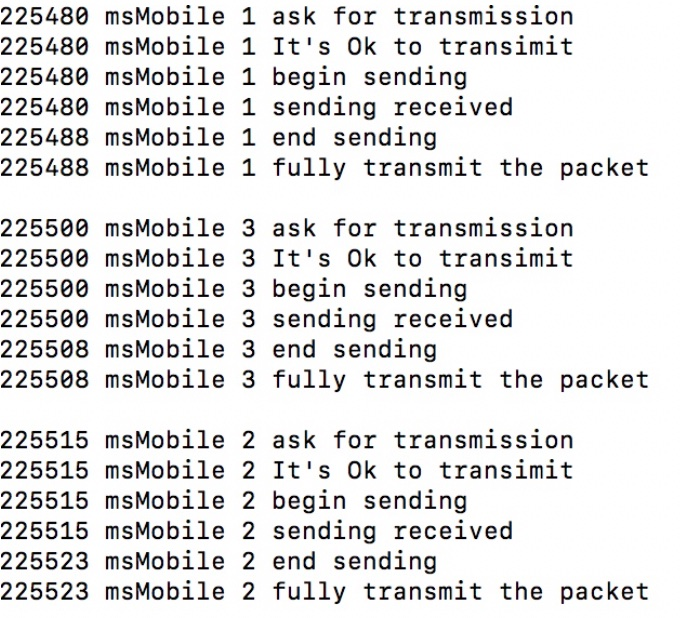 225480 msMobile 1 ask for transmission
225480 msMobile 1 It's Ok to transimit
225480 msMobile 1 begin sending
225480 msMobile 1 sending received
225488 msMobile 1 end sending
225488 msMobile 1 fully transmit the packet

225500 msMobile 3 ask for transmission
225500 msMobile 3 It's Ok to transimit
225500 msMobile 3 begin sending
225500 msMobile 3 sending received
225508 msMobile 3 end sending
225508 msMobile 3 fully transmit the packet

225515 msMobile 2 ask for transmission
225515 msMobile 2 It's Ok to transimit
225515 msMobile 2 begin sending
225515 msMobile 2 sending received
225523 msMobile 2 end sending
225523 msMobile 2 fully transmit the packet